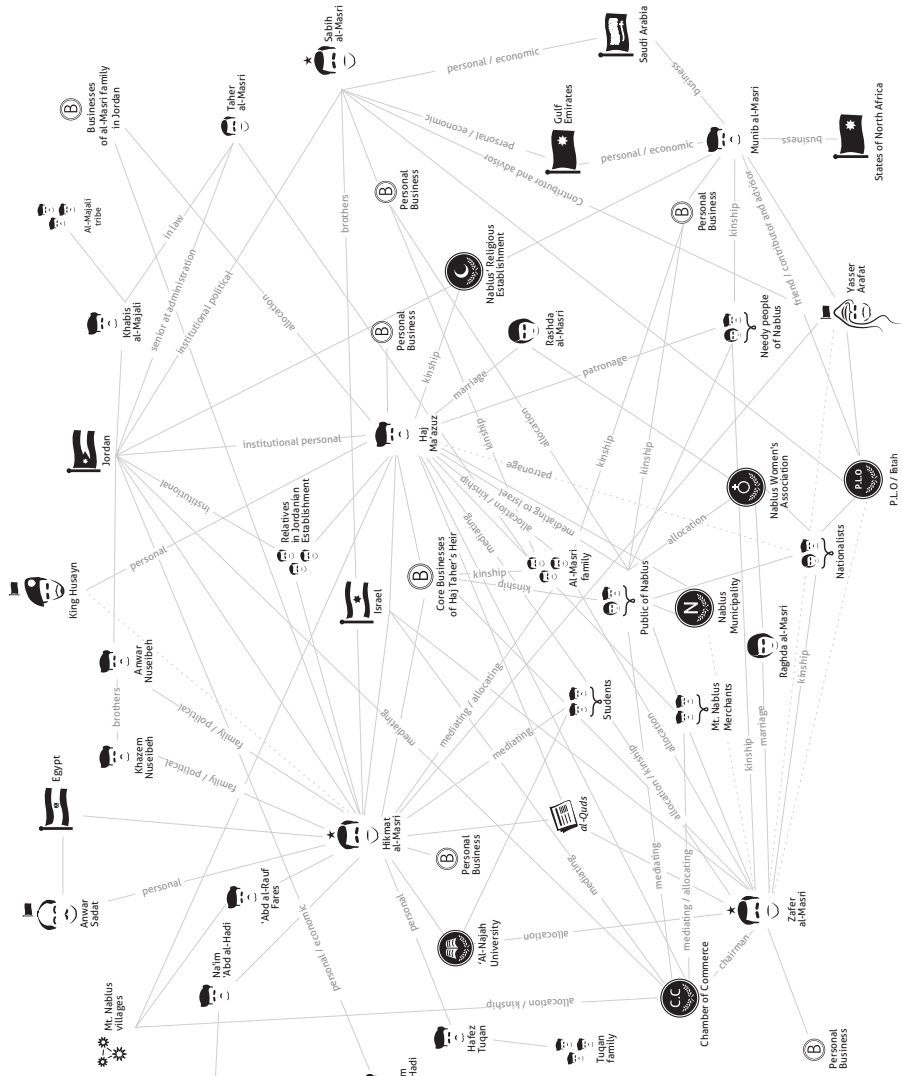 Sabih
al-Masri
Saudi Arabia
personal / economic
business
Businesses
of al-Masri family
in Jordan
B
Taher
al-Masri
Gulf
Emirates
personal / economic
Contributor and advisor
personal / economic
Munib al-Masri
business
States of North Africa
Al-Majali
tribe
in law
brothers
B
Personal
Business
B
Personal
Business
kinship
friend / contributor and advisor
Khabis
al-Majali
senior at administration
institutional political
allocation
Nablus' Religious
Establishment
B
Personal
Business
Rashda
al-Masri
Needy people
of Nablus
Yasser
Arafat
kinship
marriage
patronage
Jordan
institutional personal
Haj
Ma'azuz
kinship
allocation
kinship
kinship
patronage
mediating to Israel
allocation / kinship
mediating
Nablus Women's
Association
P.L.O
P.L.O / fatah
allocation
institutional
personal
Relatives
in Jordanian
Establishment
King Husayn
Israel
B
Core Businesses
of Haj Taher's Heir
kinship
kinship
Al-Masri
family
Public of Nablus
N
Nablus
Municipality
Nationalists
Raghda al-Masri
kinship
Anwar
Nuseibeh
brothers
Khazem
Nuseibeh
family / political
family / political
mediating
mediating / allocating
mediating
Students
Mt. Nablus
Merchants
allocation
allocation / kinship
kinship
marriage
Egypt
Hikmat
al-Masri
B
Personal
Business
al-Quds
mediating
mediating
mediating / allocating
Anwar
Sadat
personal
'Abd al-Rauf
Fares
personal / economic
personal
'Al-Najah
University
allocation
Zafer
al-Masri
chairman
Na'im
'Abd al-Hadi
Mt. Nablus
villages
allocation / kinship
C.C
Chamber of Commerce
Hafez
Tuqan
Tuqan
family
B
Personal
Business
m
Hadi